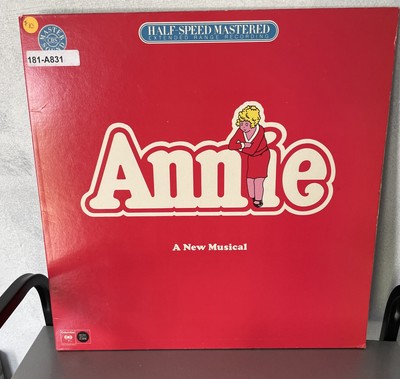 HALF SPEED MASTERED
EXTENDED RANGE RECORDING
181-A831
Annie
A New Musical